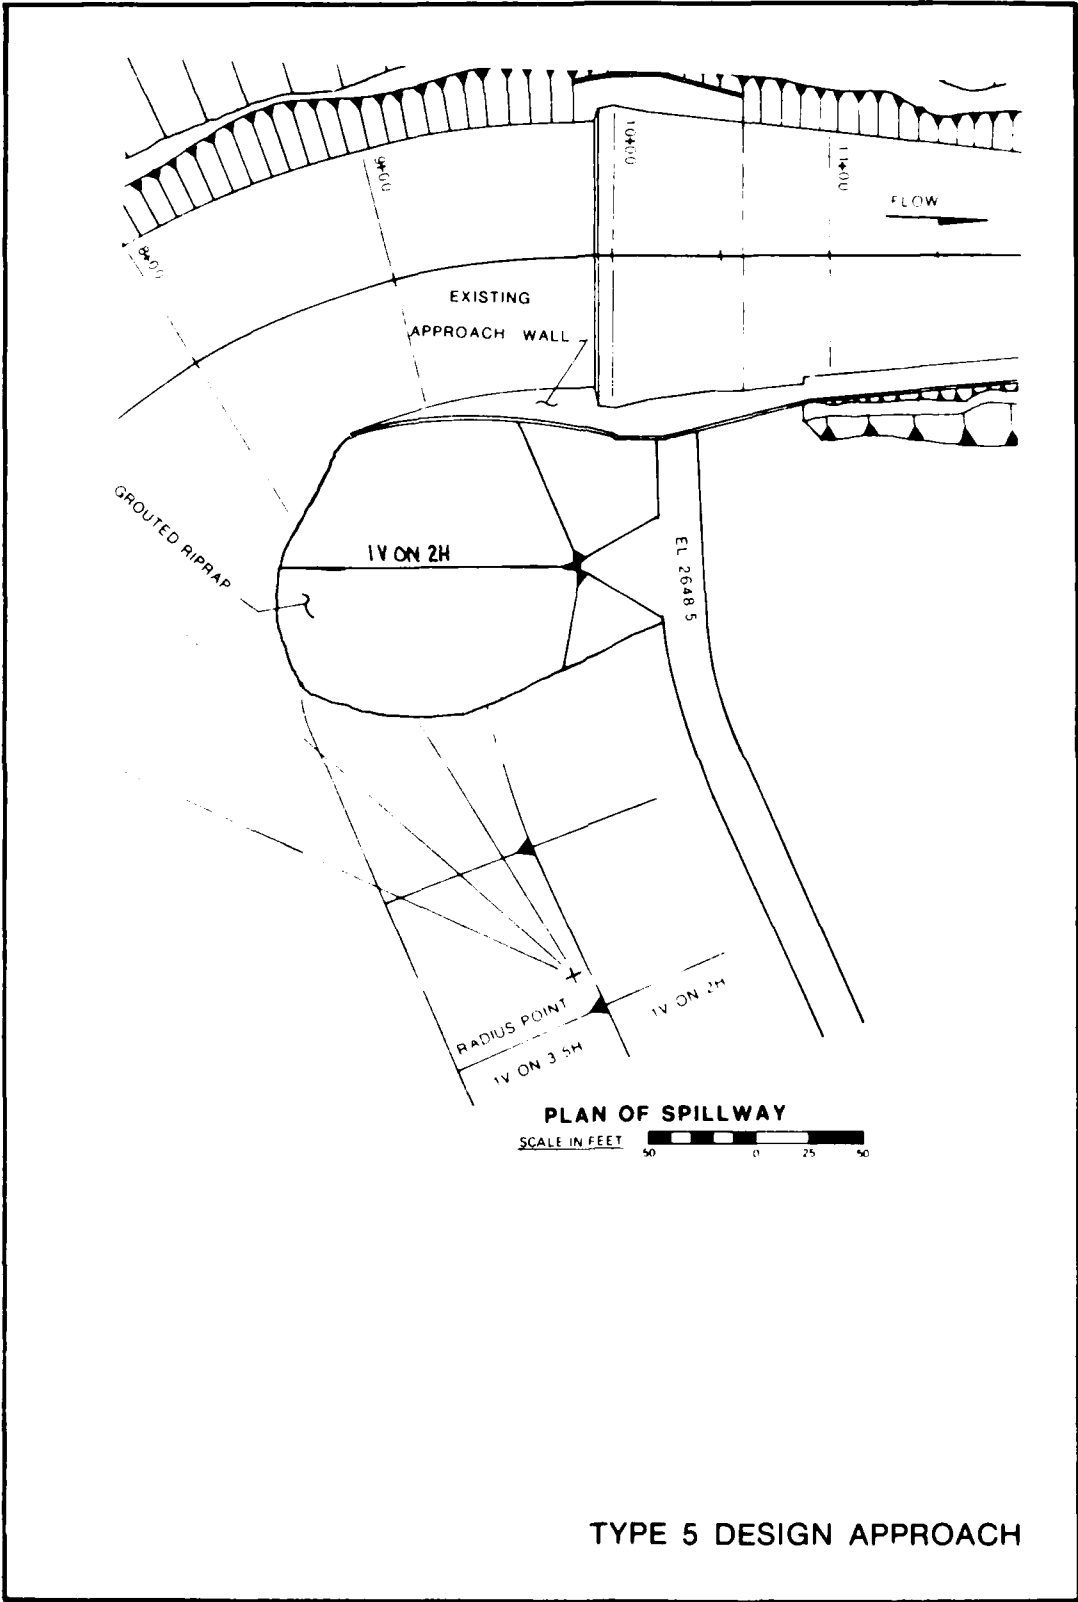 10+00
9+00
11+00
8+00
FLOW
EXISTING
APPROACH WALL
GROUTED RIPRAP
1V ON 2H
EL 2648 5
RADIUS POINT
1V ON 3 5H
1V ON 2H
PLAN OF SPILLWAY
SCALE IN FEET
50 0 25 50
TYPE 5 DESIGN APPROACH